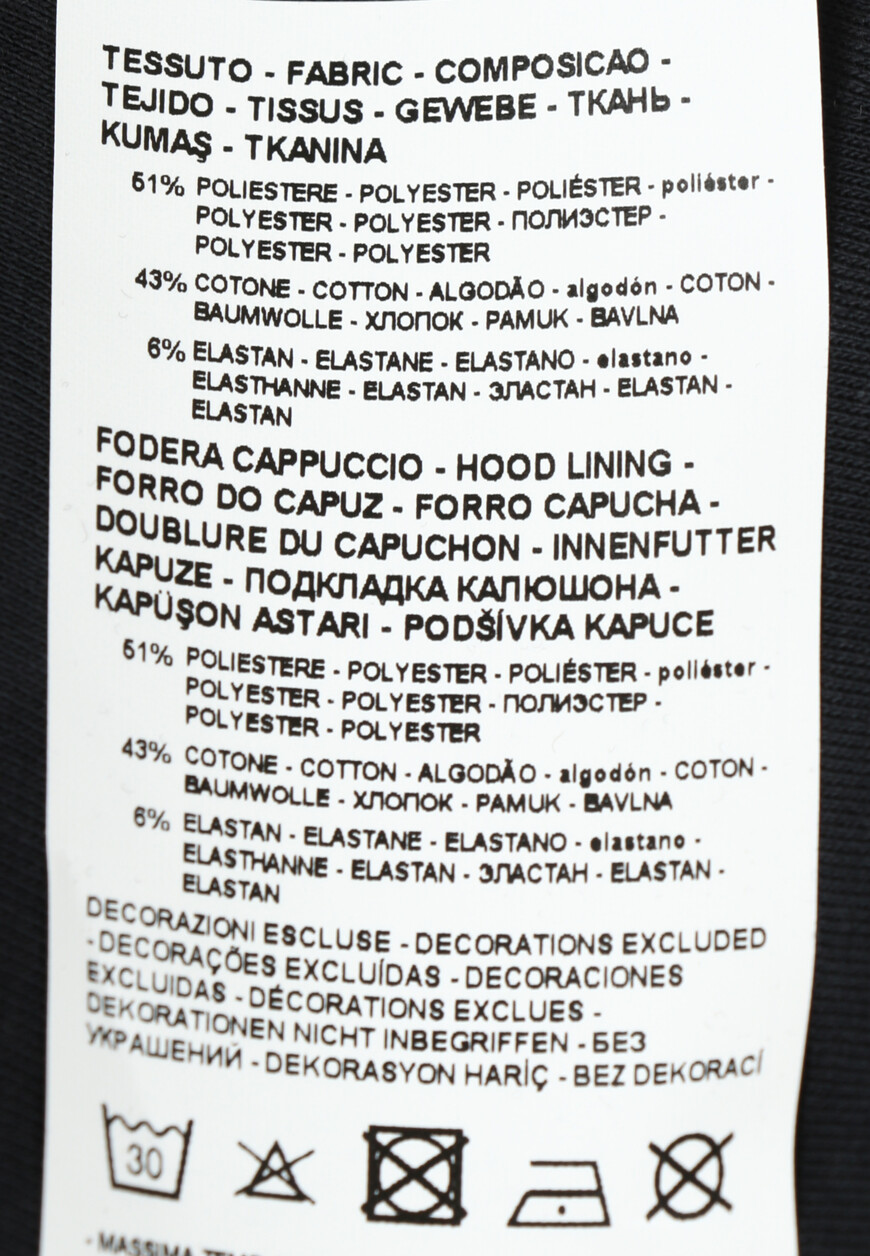 TESSUTO - FABRIC - COMPOSICAO -
TEJIDO - TISSUS - GEWEBE - ТКАНЬ -
KUMAŞ - TKANINA
51% POLIESTERE - POLYESTER - POLIÉSTER - poliéster -
POLYESTER - POLYESTER - ПОЛИЭСТЕР -
POLYESTER - POLYESTER
43% COTONE - COTTON - ALGODÃO - algodón - COTON -
BAUMWOLLE - ХЛОПОК - PAMUK - BAVLNA
6% ELASTAN - ELASTANE - ELASTANO - elastano -
ELASTHANNE - ELASTAN - ЭЛАСТАН - ELASTAN -
ELASTAN
FODERA CAPPUCCIO - HOOD LINING -
FORRO DO CAPUZ - FORRO CAPUCHA -
DOUBLURE DU CAPUCHON - INNENFUTTER
KAPUZE - ПОДКЛАДКА КАПЮШОНА -
KAPÜŞON ASTARI - PODŠÍVKA KAPUCE
51% POLIESTERE - POLYESTER - POLIÉSTER - poliéster -
POLYESTER - POLYESTER - ПОЛИЭСТЕР -
POLYESTER - POLYESTER
43% COTONE - COTTON - ALGODÃO - algodón - COTON -
BAUMWOLLE - ХЛОПОК - PAMUK - BAVLNA
6% ELASTAN - ELASTANE - ELASTANO - elastano -
ELASTHANNE - ELASTAN - ЭЛАСТАН - ELASTAN -
ELASTAN
DECORAZIONI ESCLUSE - DECORATIONS EXCLUDED
- DECORAÇÕES EXCLUÍDAS - DECORACIONES
EXCLUIDAS - DÉCORATIONS EXCLUES -
DEKORATIONEN NICHT INBEGRIFFEN - БЕЗ
УКРАШЕНИЙ - DEKORASYON HARİÇ - BEZ DEKORACÍ
30
- MASSIMA